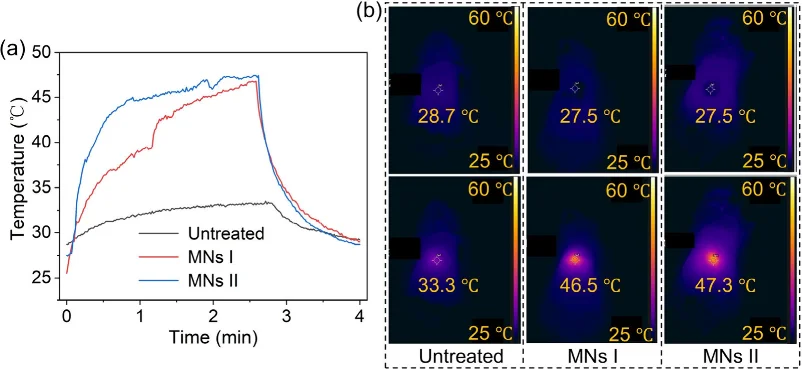 (a)
50
45
40
35
30
25
Temperature (℃)
Untreated
MNs I
MNs II
0 1 2 3 4
Time (min)
(b)
60 ℃ 60 ℃ 60 ℃
28.7 ℃ 27.5 ℃ 27.5 ℃
25 ℃ 25 ℃ 25 ℃
60 ℃ 60 ℃ 60 ℃
33.3 ℃ 46.5 ℃ 47.3 ℃
25 ℃ 25 ℃ 25 ℃
Untreated MNs I MNs II